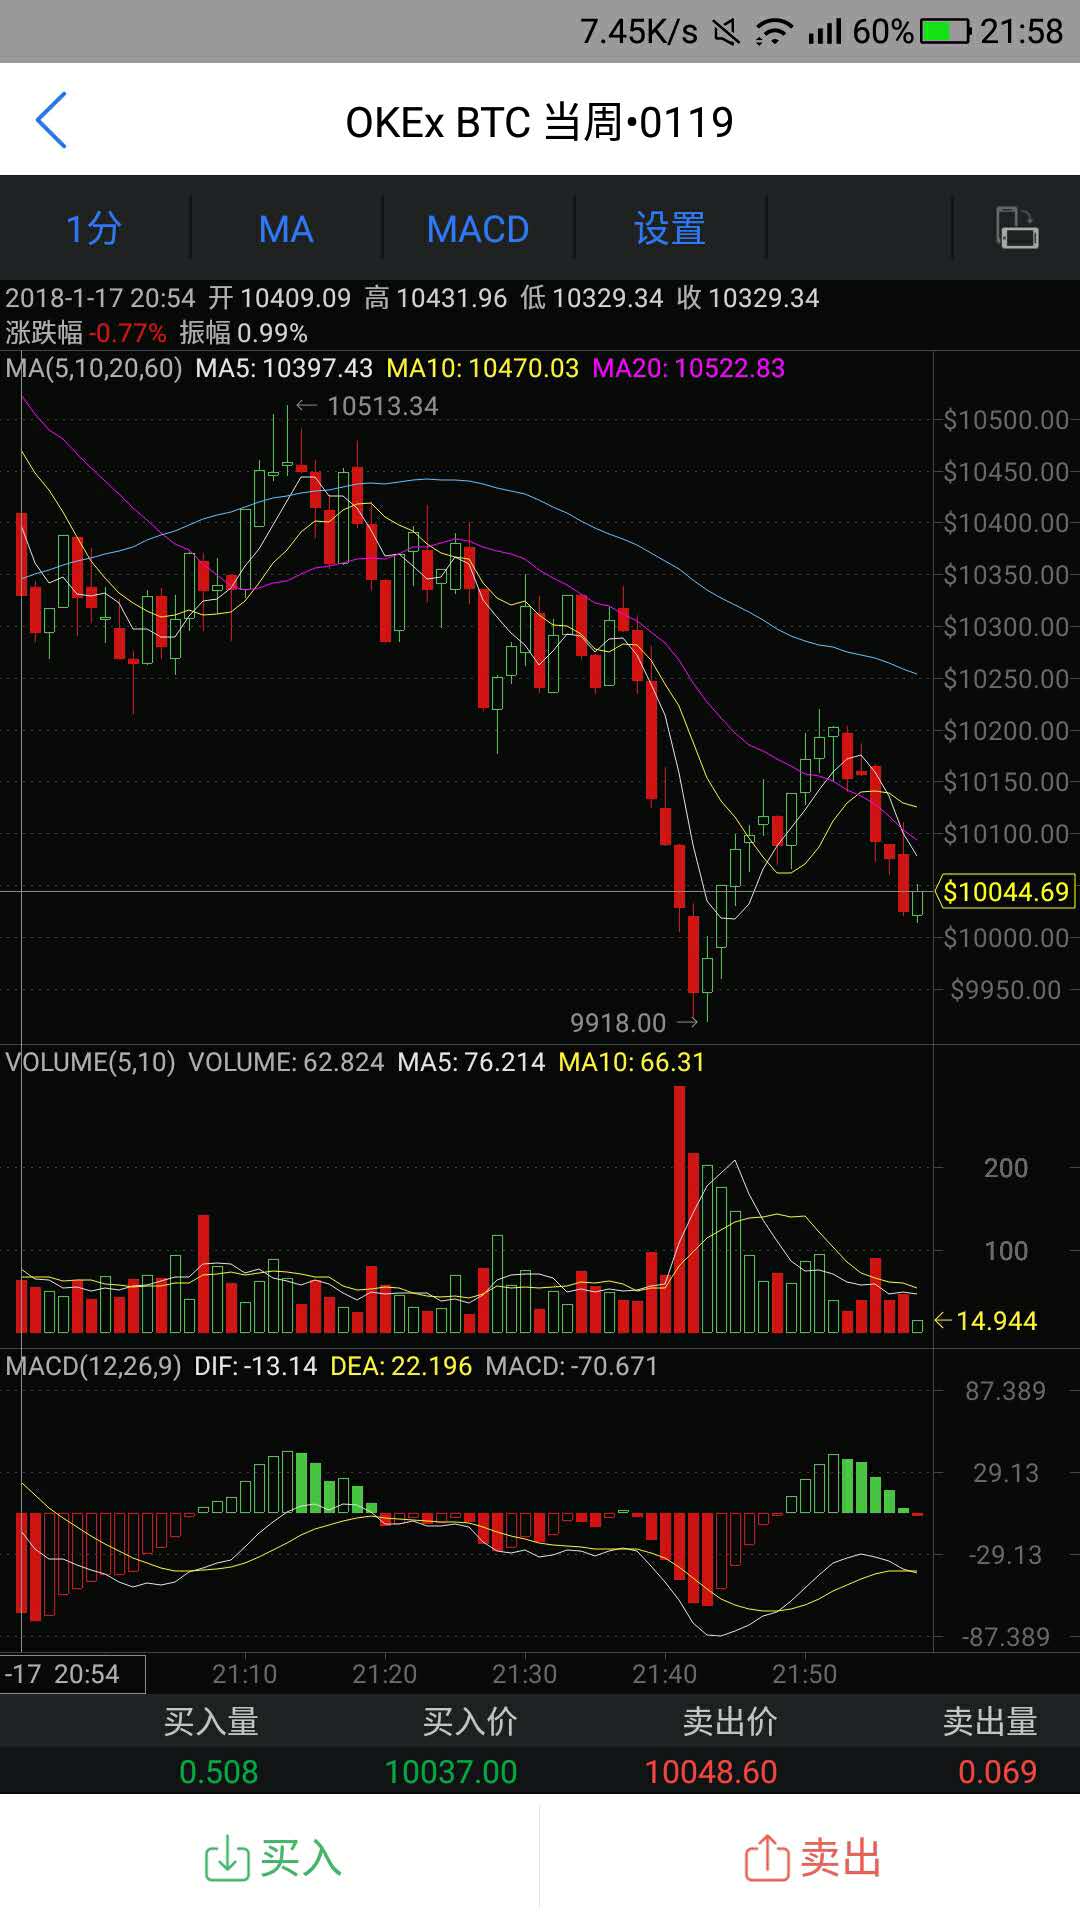 7.45K/s 60% 21:58
OKEx BTC 当周•0119
1分 MA MACD 设置
2018-1-17 20:54 开 10409.09 高 10431.96 低 10329.34 收 10329.34
涨跌幅 -0.77% 振幅 0.99%
MA(5,10,20,60) MA5: 10397.43 MA10: 10470.03 MA20: 10522.83
← 10513.34
$10500.00
$10450.00
$10400.00
$10350.00
$10300.00
$10250.00
$10200.00
$10150.00
$10100.00
$10044.69
$10000.00
$9950.00
9918.00 →
VOLUME(5,10) VOLUME: 62.824 MA5: 76.214 MA10: 66.31
200
100
←14.944
MACD(12,26,9) DIF: -13.14 DEA: 22.196 MACD: -70.671
87.389
29.13
-29.13
-87.389
-17 20:54 21:10 21:20 21:30 21:40 21:50
买入量 买入价 卖出价 卖出量
0.508 10037.00 10048.60 0.069
买入 卖出